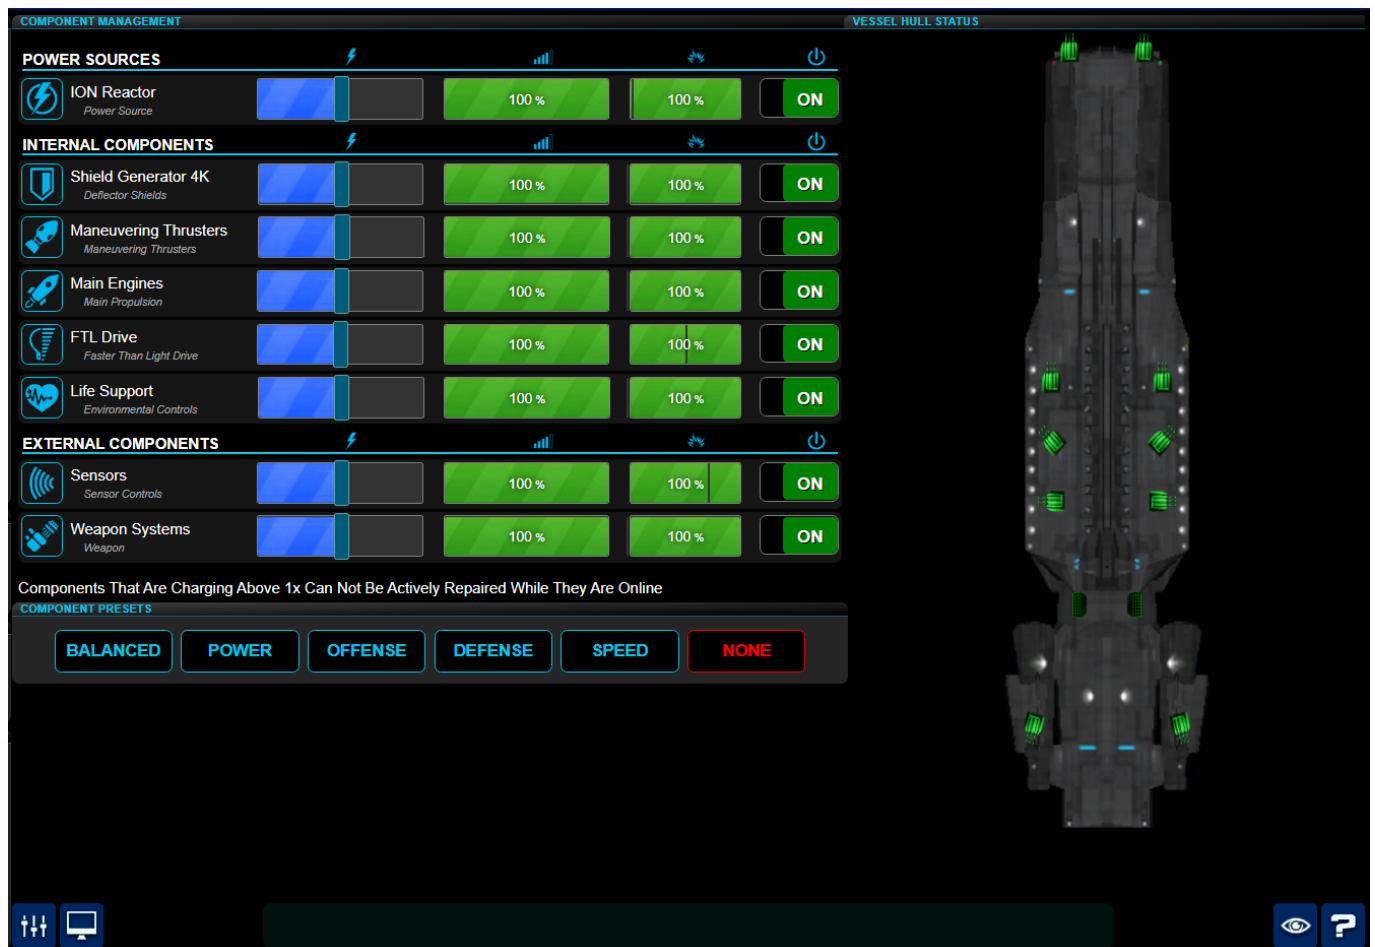 COMPONENT MANAGEMENT
VESSEL HULL STATUS
POWER SOURCES
ION Reactor
Power Source
100 %
100 %
ON
INTERNAL COMPONENTS
Shield Generator 4K
Deflector Shields
100 %
100 %
ON
Maneuvering Thrusters
Maneuvering Thrusters
100 %
100 %
ON
Main Engines
Main Propulsion
100 %
100 %
ON
FTL Drive
Faster Than Light Drive
100 %
100 %
ON
Life Support
Environmental Controls
100 %
100 %
ON
EXTERNAL COMPONENTS
Sensors
Sensor Controls
100 %
100 %
ON
Weapon Systems
Weapon
100 %
100 %
ON
Components That Are Charging Above 1x Can Not Be Actively Repaired While They Are Online
COMPONENT PRESETS
BALANCED
POWER
OFFENSE
DEFENSE
SPEED
NONE
?